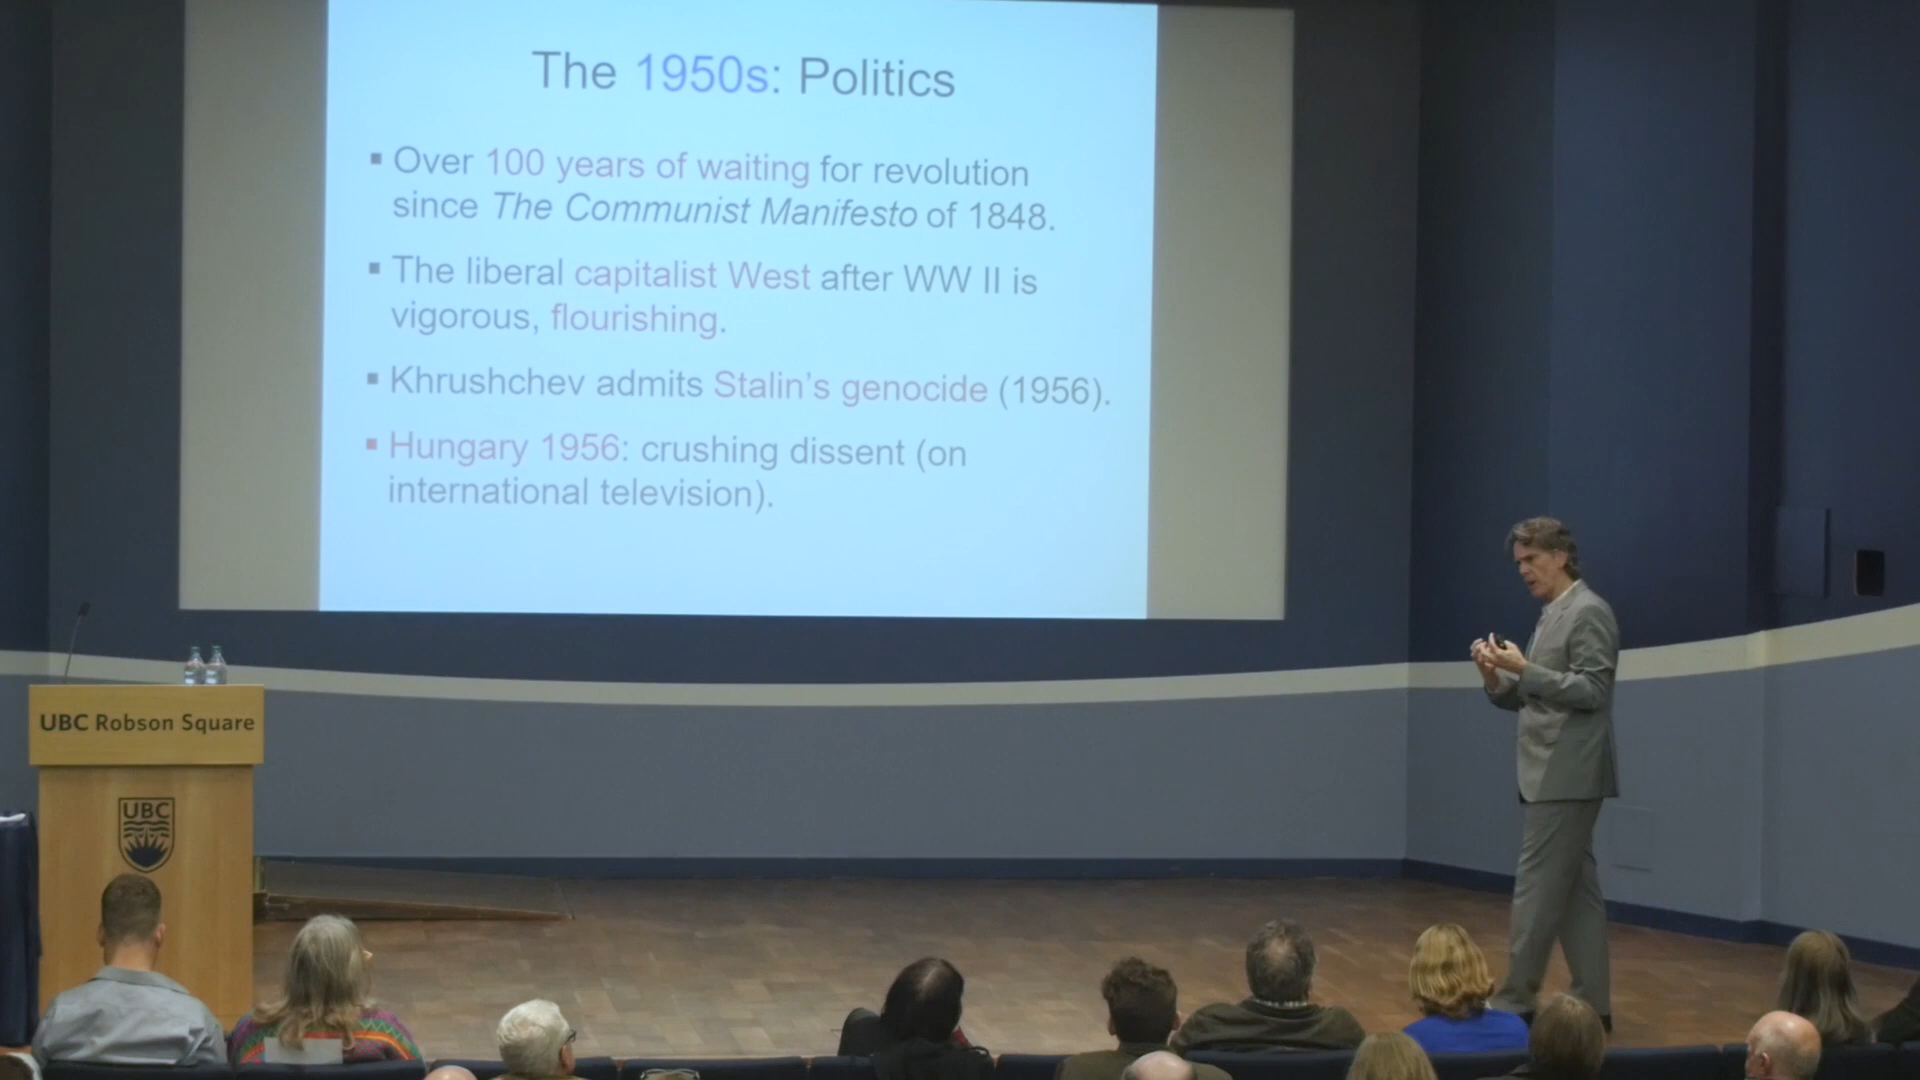 The 1950s: Politics
▪ Over 100 years of waiting for revolution
since The Communist Manifesto of 1848.
▪ The liberal capitalist West after WW II is
vigorous, flourishing.
▪ Khrushchev admits Stalin's genocide (1956).
▪ Hungary 1956: crushing dissent (on
international television).
UBC Robson Square
UBC